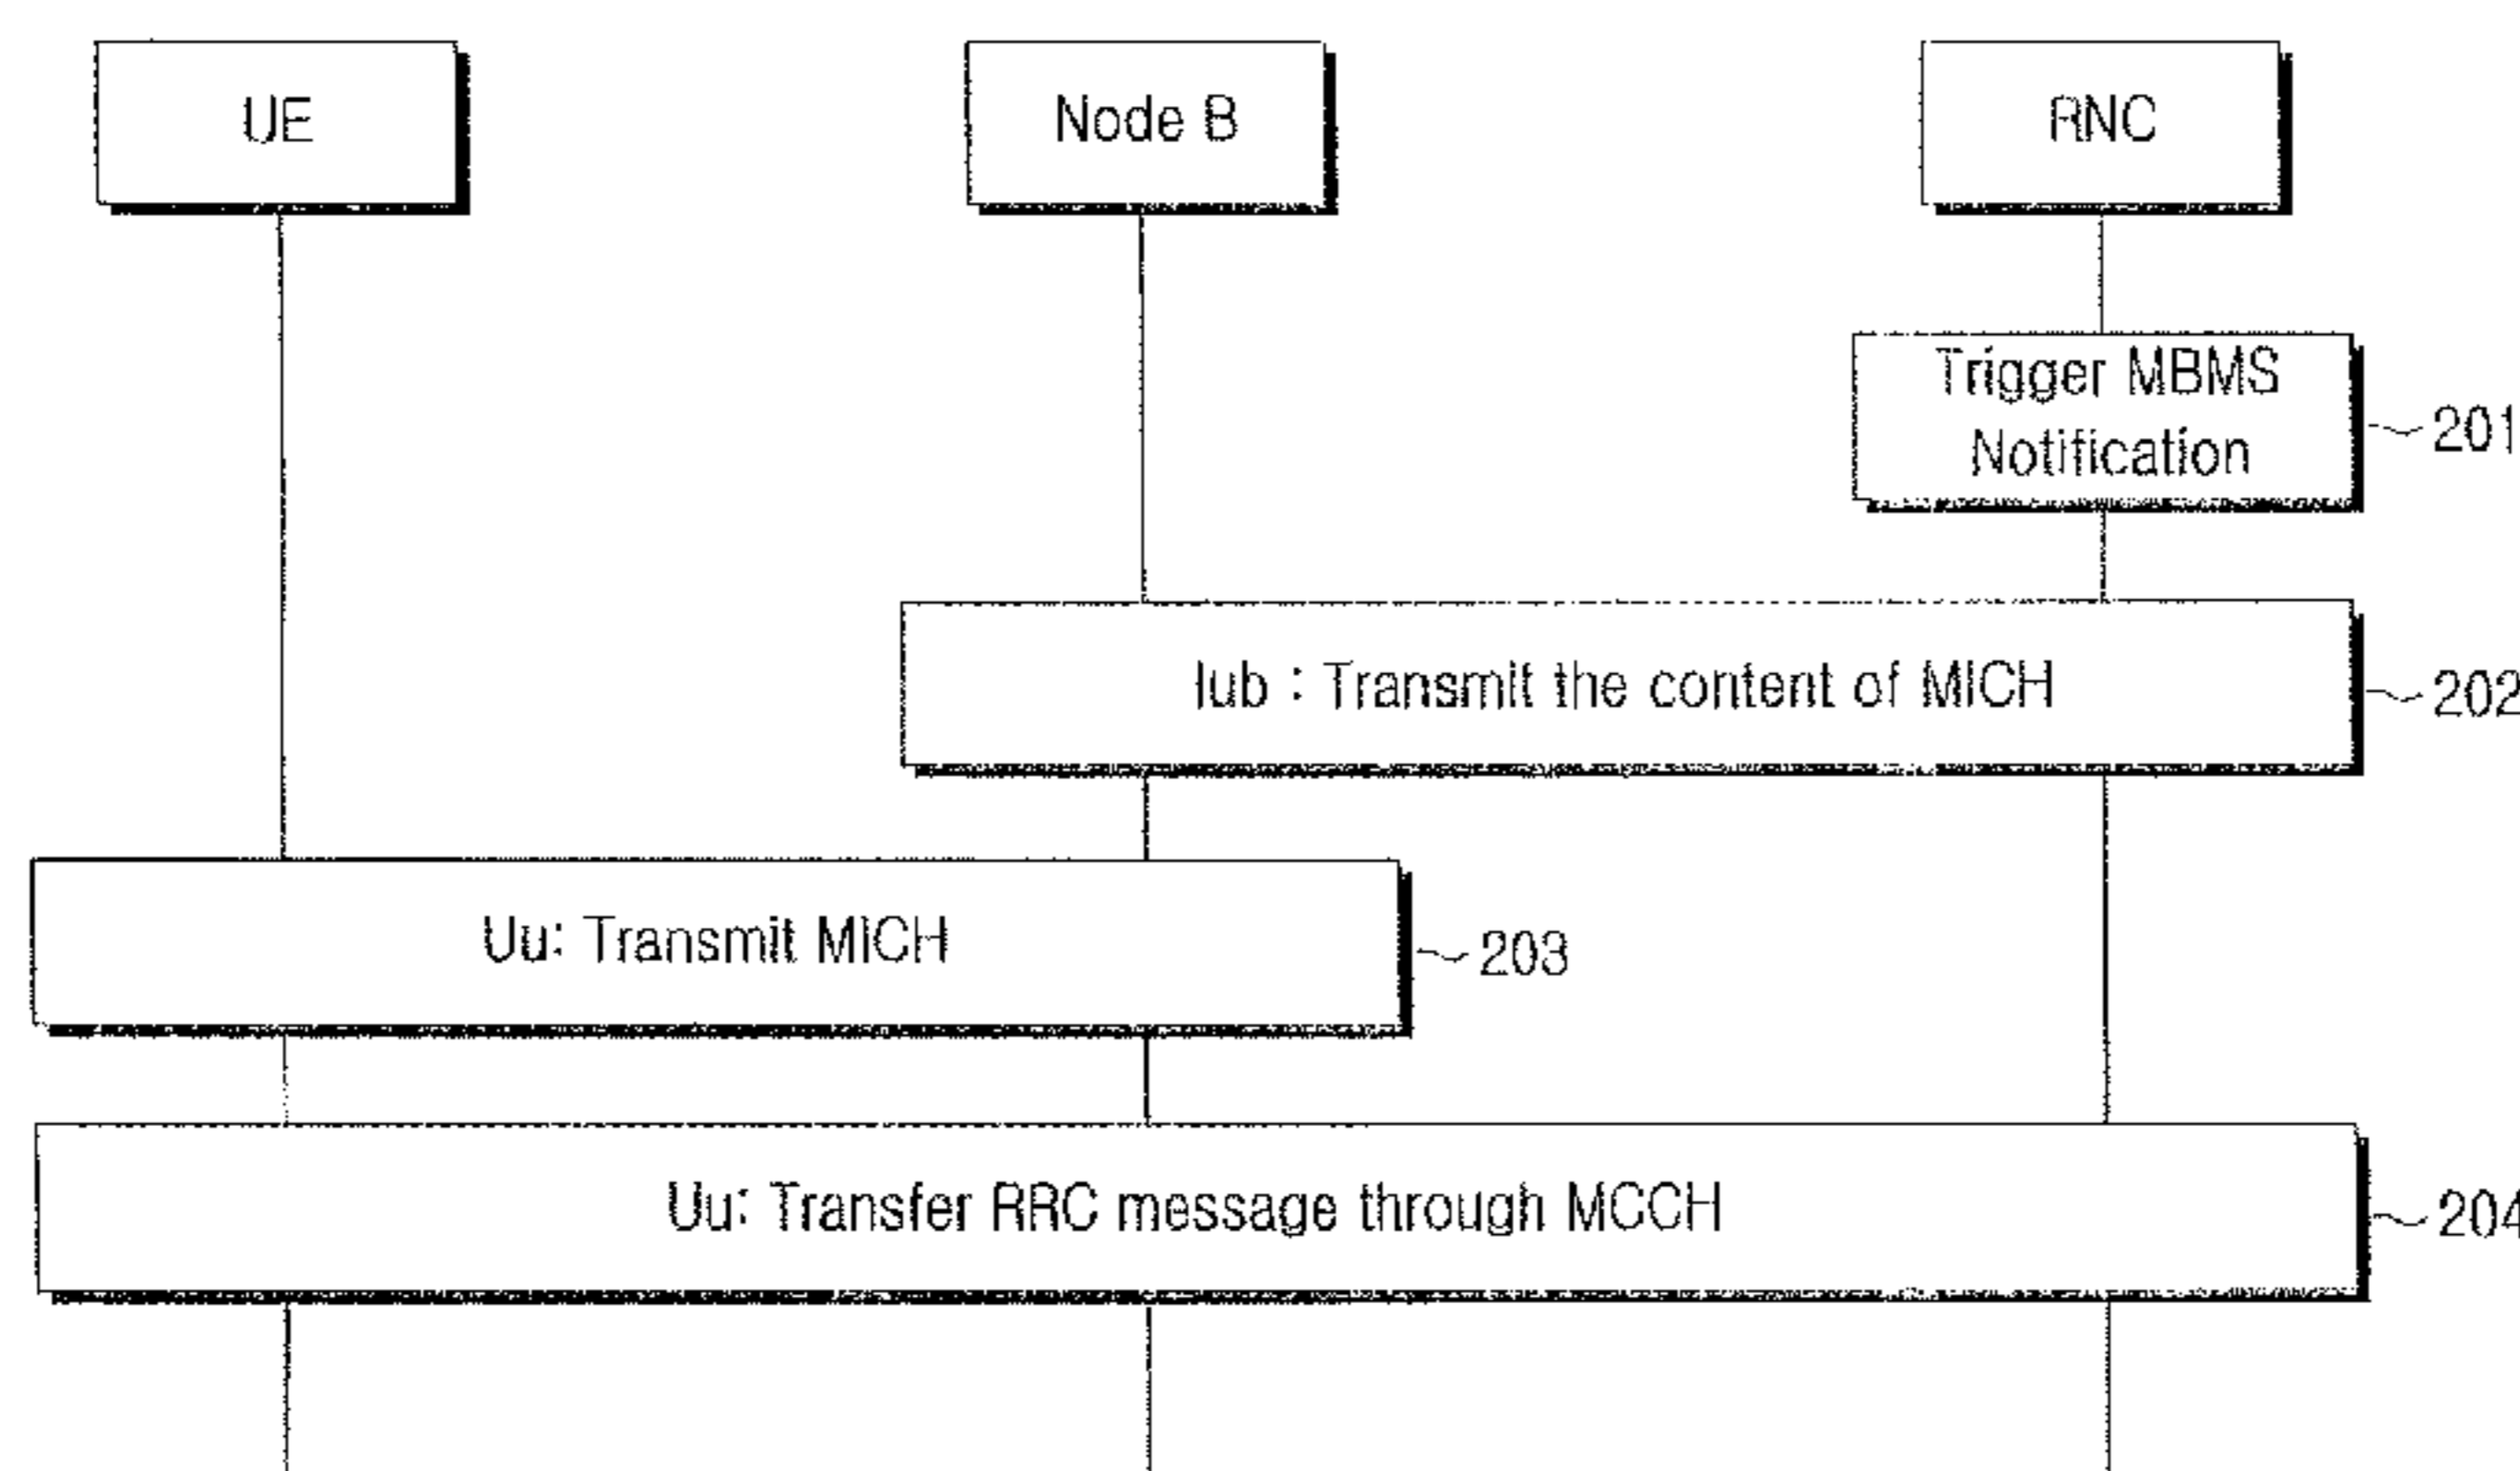 UE
Node B
RNC
Trigger MBMS
Notification
201
Iub : Transmit the content of MICH
202
Uu: Transmit MICH
203
Uu: Transfer RRC message through MCCH
204